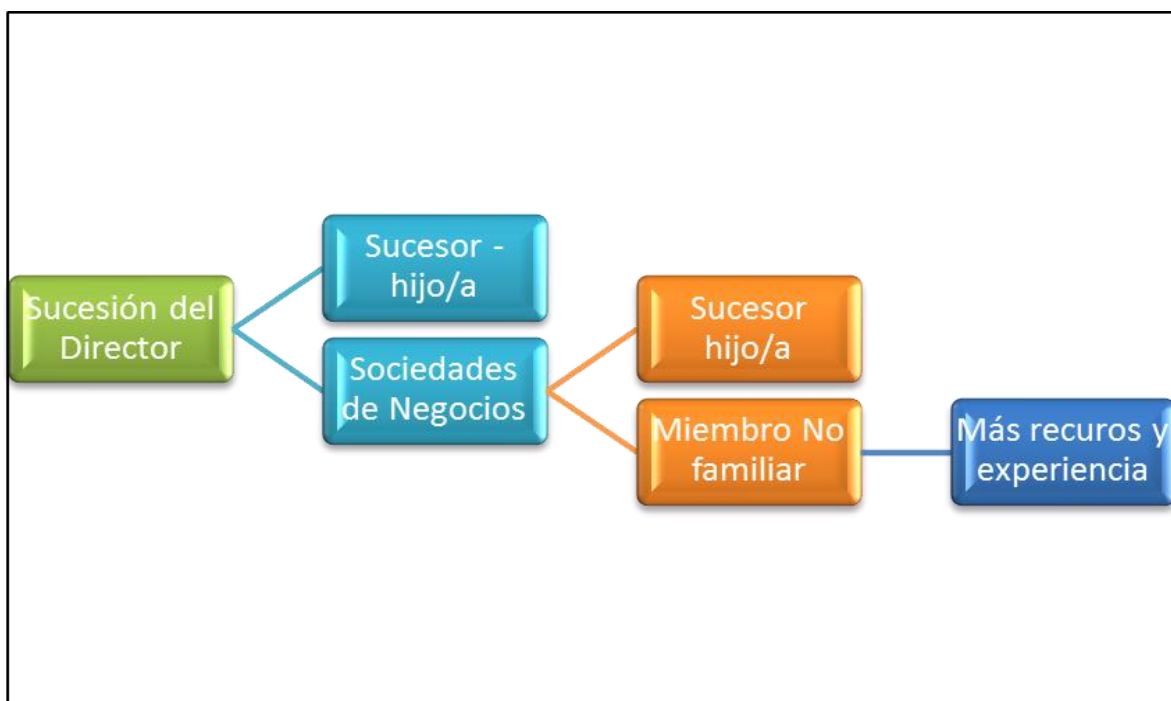 Sucesión del
Director
Sucesor -
hijo/a
Sociedades
de Negocios
Sucesor
hijo/a
Miembro No
familiar
Más recuros y
experiencia